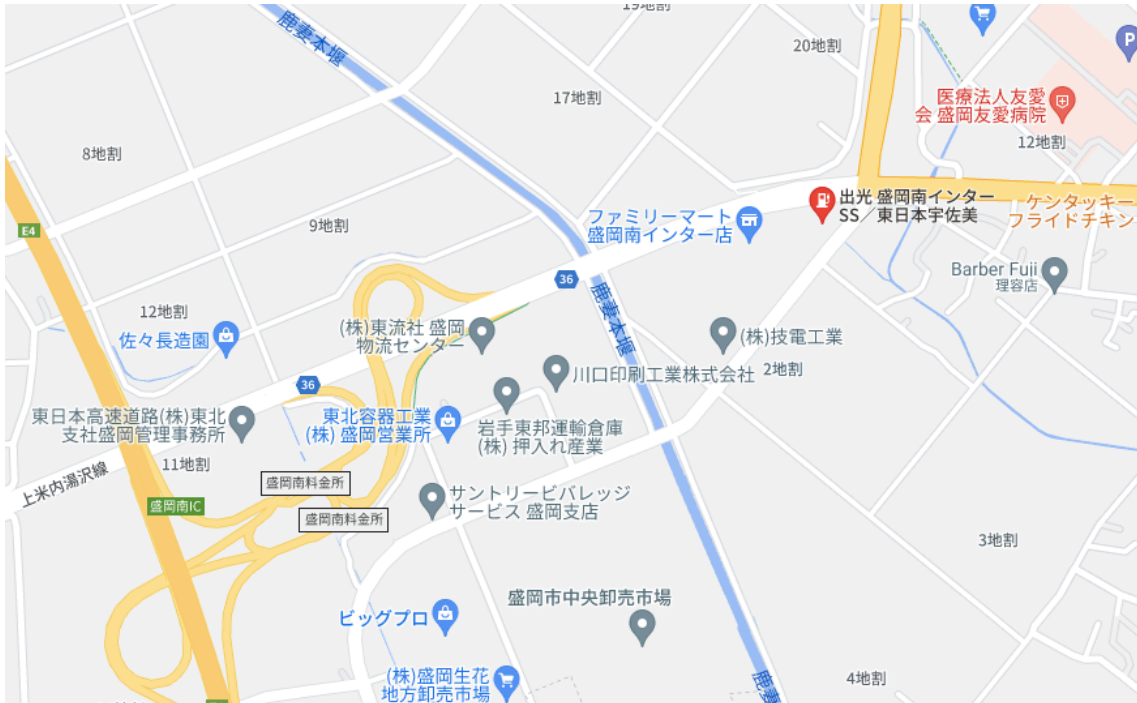 19地割
鹿妻本堰
20地割
17地割
医療法人友愛
会 盛岡友愛病院
P
12地割
8地割
出光 盛岡南インター
SS／東日本宇佐美
ケンタッキー
フライドチキン
ファミリーマート
盛岡南インター店
E4
9地割
36
Barber Fuji
理容店
12地割
佐々長造園
(株)東流社 盛岡
物流センター
鹿妻本堰
(株)技電工業
2地割
川口印刷工業株式会社
36
東日本高速道路(株)東北
支社盛岡管理事務所
東北容器工業
(株) 盛岡営業所
岩手東邦運輸倉庫
(株) 押入れ産業
11地割
上米内湯沢線
盛岡南料金所
盛岡南IC
盛岡南料金所
サントリービバレッジ
サービス 盛岡支店
3地割
盛岡市中央卸売市場
ビッグプロ
(株)盛岡生花
地方卸売市場
鹿妻
4地割